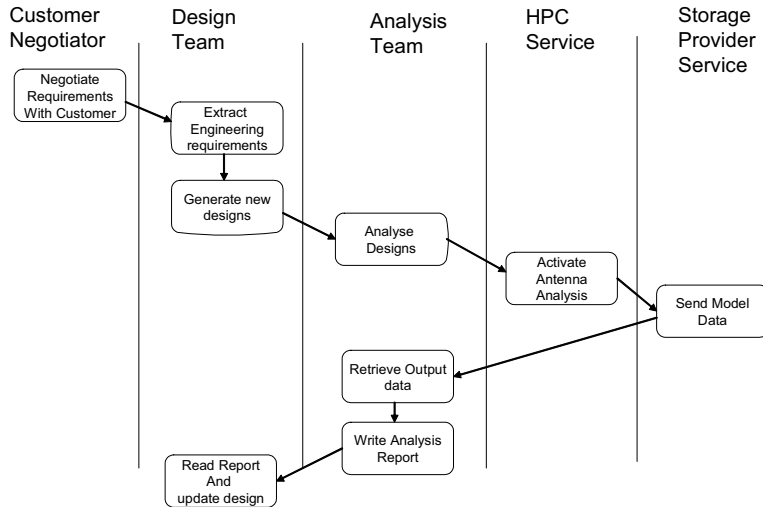 Customer
Negotiator
Design
Team
Analysis
Team
HPC
Service
Storage
Provider
Service
Negotiate
Requirements
With Customer
Extract
Engineering
requirements
Generate new
designs
Analyse
Designs
Activate
Antenna
Analysis
Send Model
Data
Retrieve Output
data
Write Analysis
Report
Read Report
And
update design